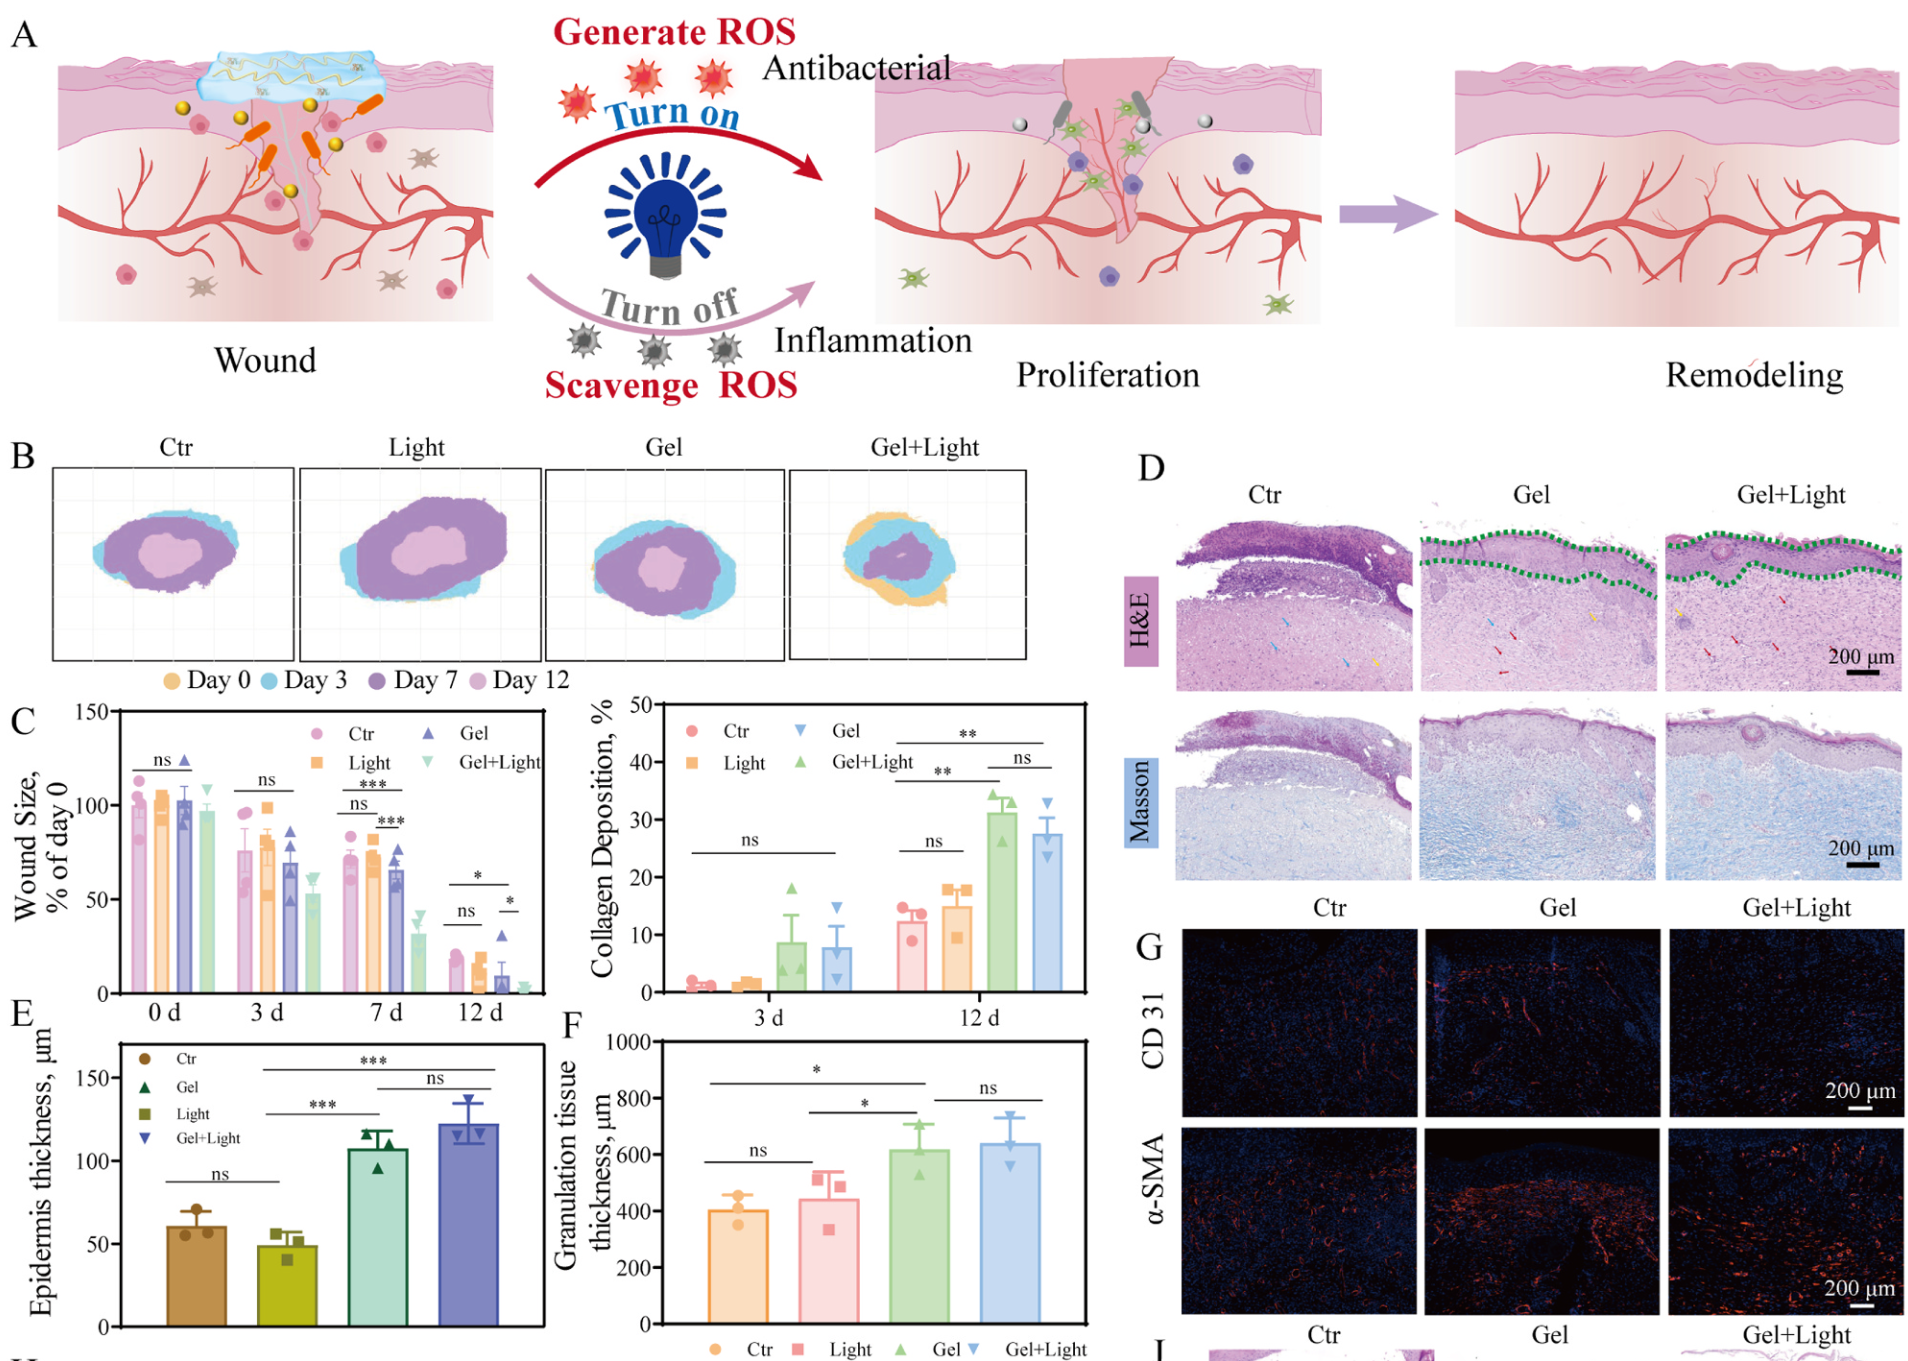 A
Generate ROS
Antibacterial
Turn on
Turn off
Inflammation
Scavenge ROS
Wound
Proliferation
Remodeling
B
Ctr
Light
Gel
Gel+Light
Day 0
Day 3
Day 7
Day 12
C
Wound Size,
% of day 0
150
100
50
0
Ctr
Gel
Light
Gel+Light
ns
ns
***
ns
***
*
ns
*
0 d
3 d
7 d
12 d
Collagen Deposition, %
50
40
30
20
10
0
Ctr
Gel
Light
Gel+Light
ns
**
**
ns
ns
3 d
12 d
D
Ctr
Gel
Gel+Light
H&E
200 μm
Masson
200 μm
E
Epidermis thickness, μm
150
100
50
0
Ctr
Gel
Light
Gel+Light
***
ns
***
ns
F
Granulation tissue
thickness, μm
1000
800
600
400
200
0
*
ns
*
ns
Ctr
Light
Gel
Gel+Light
G
Ctr
Gel
Gel+Light
CD 31
200 μm
α-SMA
200 μm
Ctr
Gel
Gel+Light